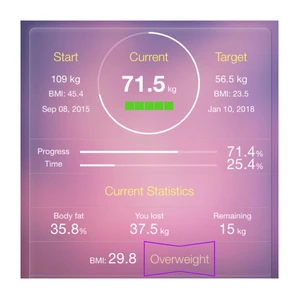 Start Current Target
109 kg 71.5 kg 56.5 kg
BMI: 45.4 BMI: 23.5
Sep 08, 2015 Jan 10, 2018
Progress 71.4%
Time 25.4%
Current Statistics
Body fat You lost Remaining
35.8% 37.5 kg 15 kg
BMI: 29.8 Overweight